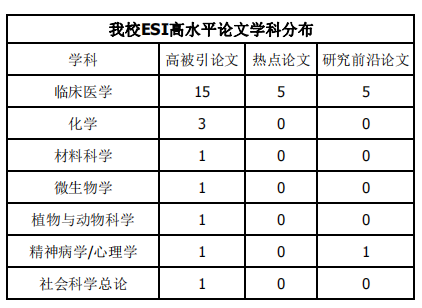 我校ESI高水平论文学科分布
学科 高被引论文 热点论文 研究前沿论文
临床医学 15 5 5
化学 3 0 0
材料科学 1 0 0
微生物学 1 0 0
植物与动物科学 1 0 0
精神病学/心理学 1 0 1
社会科学总论 1 0 0